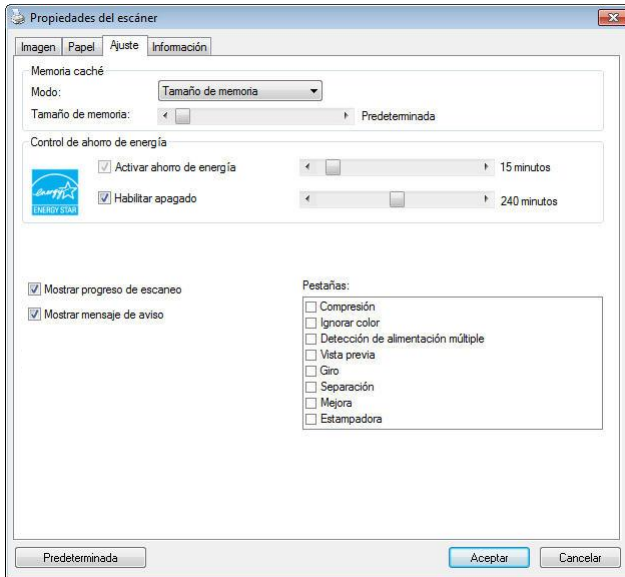 Propiedades del escáner
Imagen Papel Ajuste Información
Memoria caché
Modo: Tamaño de memoria
Tamaño de memoria: Predeterminada
Control de ahorro de energía
Activar ahorro de energía 15 minutos
Habilitar apagado 240 minutos
energy
ENERGY STAR
Mostrar progreso de escaneo
Mostrar mensaje de aviso
Pestañas:
Compresión
Ignorar color
Detección de alimentación múltiple
Vista previa
Giro
Separación
Mejora
Estampadora
Predeterminada Aceptar Cancelar